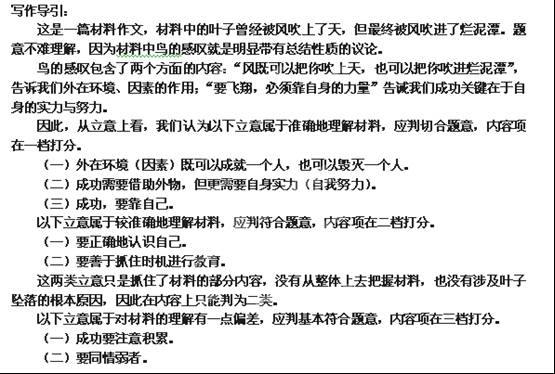 写作导引：
这是一篇材料作文，材料中的叶子曾经被风吹上了天，但最终被风吹进了烂泥潭。题
意不难理解，因为材料中鸟的感叹就是明显带有总结性质的议论。
鸟的感叹包含了两个方面的内容：“风既可以把你吹上天，也可以把你吹进烂泥潭”，
告诉我们外在环境、因素的作用；“要飞翔，必须靠自身的力量”告诫我们成功关键在于自
身的实力与努力。
因此，从立意上看，我们认为以下立意属于准确地理解材料，应判切合题意，内容项
在一档打分。
（一）外在环境（因素）既可以成就一个人，也可以毁灭一个人。
（二）成功需要借助外物，但更需要自身实力（自我努力）。
（三）成功，要靠自己。
以下立意属于较准确地理解材料，应判符合题意，内容项在二档打分。
（一）要正确地认识自己。
（二）要善于抓住时机进行教育。
这两类立意只是抓住了材料的部分内容，没有从整体上去把握材料，也没有涉及叶子
坠落的根本原因，因此在内容上只能判为二类。
以下立意属于对材料的理解有一点偏差，应判基本符合题意，内容项在三档打分。
（一）成功要注意积累。
（二）要同情弱者。